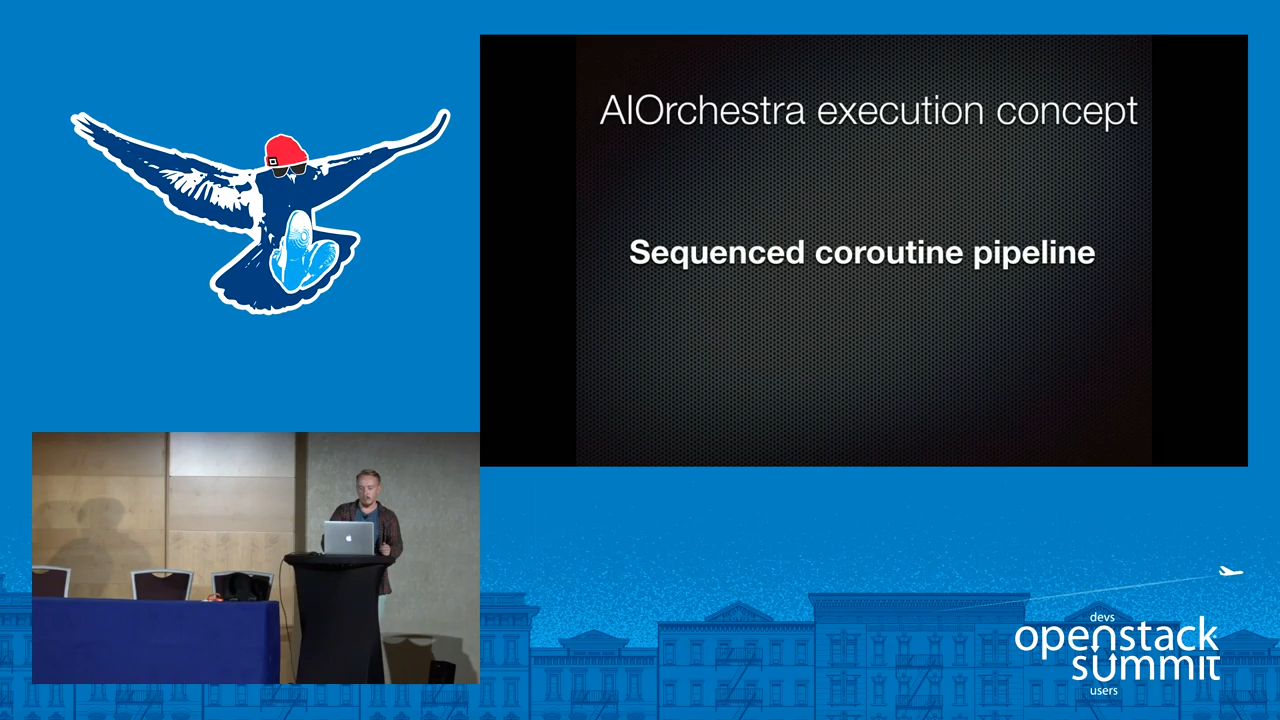 AIOrchestra execution concept
Sequenced coroutine pipeline
devs
openstack
summit
users